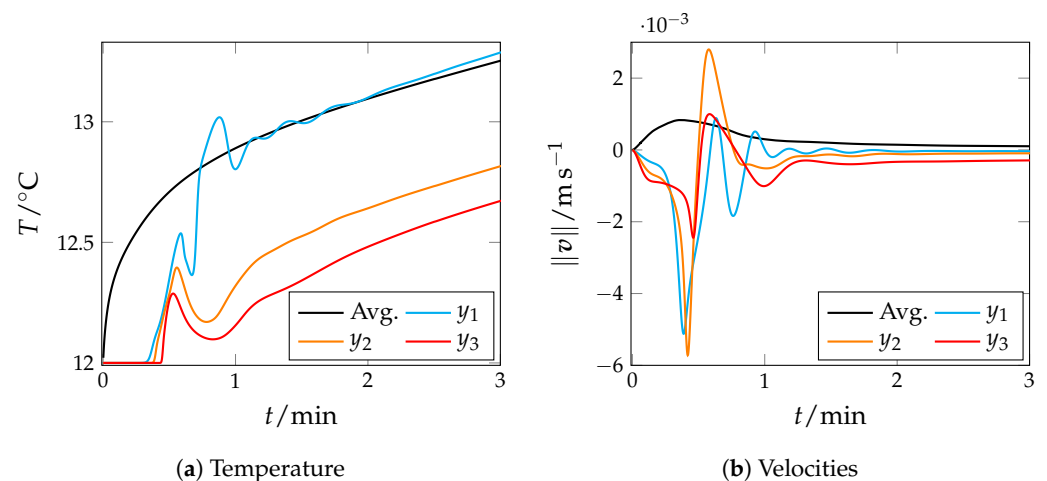 ·10⁻³
13
12.5
12
T/°C
0 1 2 3
t/min
Avg. y₁
y₂ y₃
(a) Temperature
2
0
−2
−4
−6
||v||/m s⁻¹
0 1 2 3
t/min
Avg. y₁
y₂ y₃
(b) Velocities